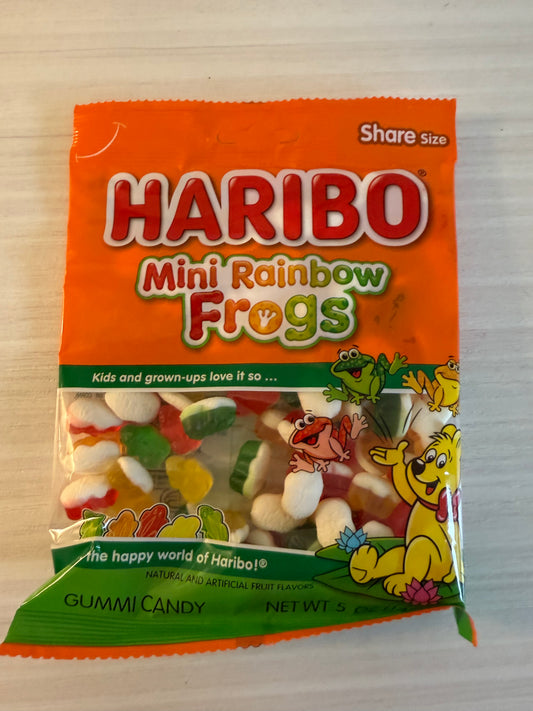 Share Size
HARIBO®
Mini Rainbow
Frogs
Kids and grown-ups love it so ...
the happy world of Haribo!®
NATURAL AND ARTIFICIAL FRUIT FLAVORS
GUMMI CANDY NET WT 5